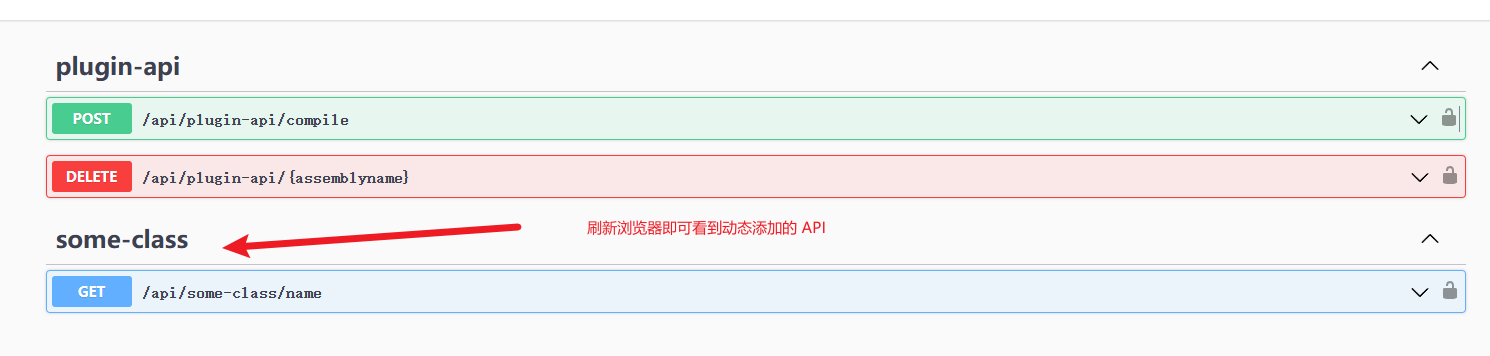 plugin-api
POST /api/plugin-api/compile
DELETE /api/plugin-api/{assemblyname}
some-class
刷新浏览器即可看到动态添加的 API
GET /api/some-class/name